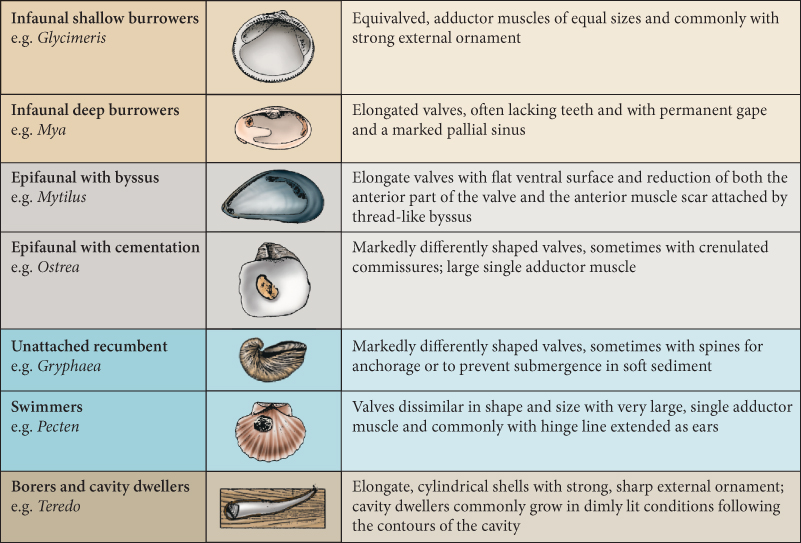 Infaunal shallow burrowers
e.g. Glycimeris
Equivalved, adductor muscles of equal sizes and commonly with
strong external ornament
Infaunal deep burrowers
e.g. Mya
Elongated valves, often lacking teeth and with permanent gape
and a marked pallial sinus
Epifaunal with byssus
e.g. Mytilus
Elongate valves with flat ventral surface and reduction of both the
anterior part of the valve and the anterior muscle scar attached by
thread-like byssus
Epifaunal with cementation
e.g. Ostrea
Markedly differently shaped valves, sometimes with crenulated
commissures; large single adductor muscle
Unattached recumbent
e.g. Gryphaea
Markedly differently shaped valves, sometimes with spines for
anchorage or to prevent submergence in soft sediment
Swimmers
e.g. Pecten
Valves dissimilar in shape and size with very large, single adductor
muscle and commonly with hinge line extended as ears
Borers and cavity dwellers
e.g. Teredo
Elongate, cylindrical shells with strong, sharp external ornament;
cavity dwellers commonly grow in dimly lit conditions following
the contours of the cavity